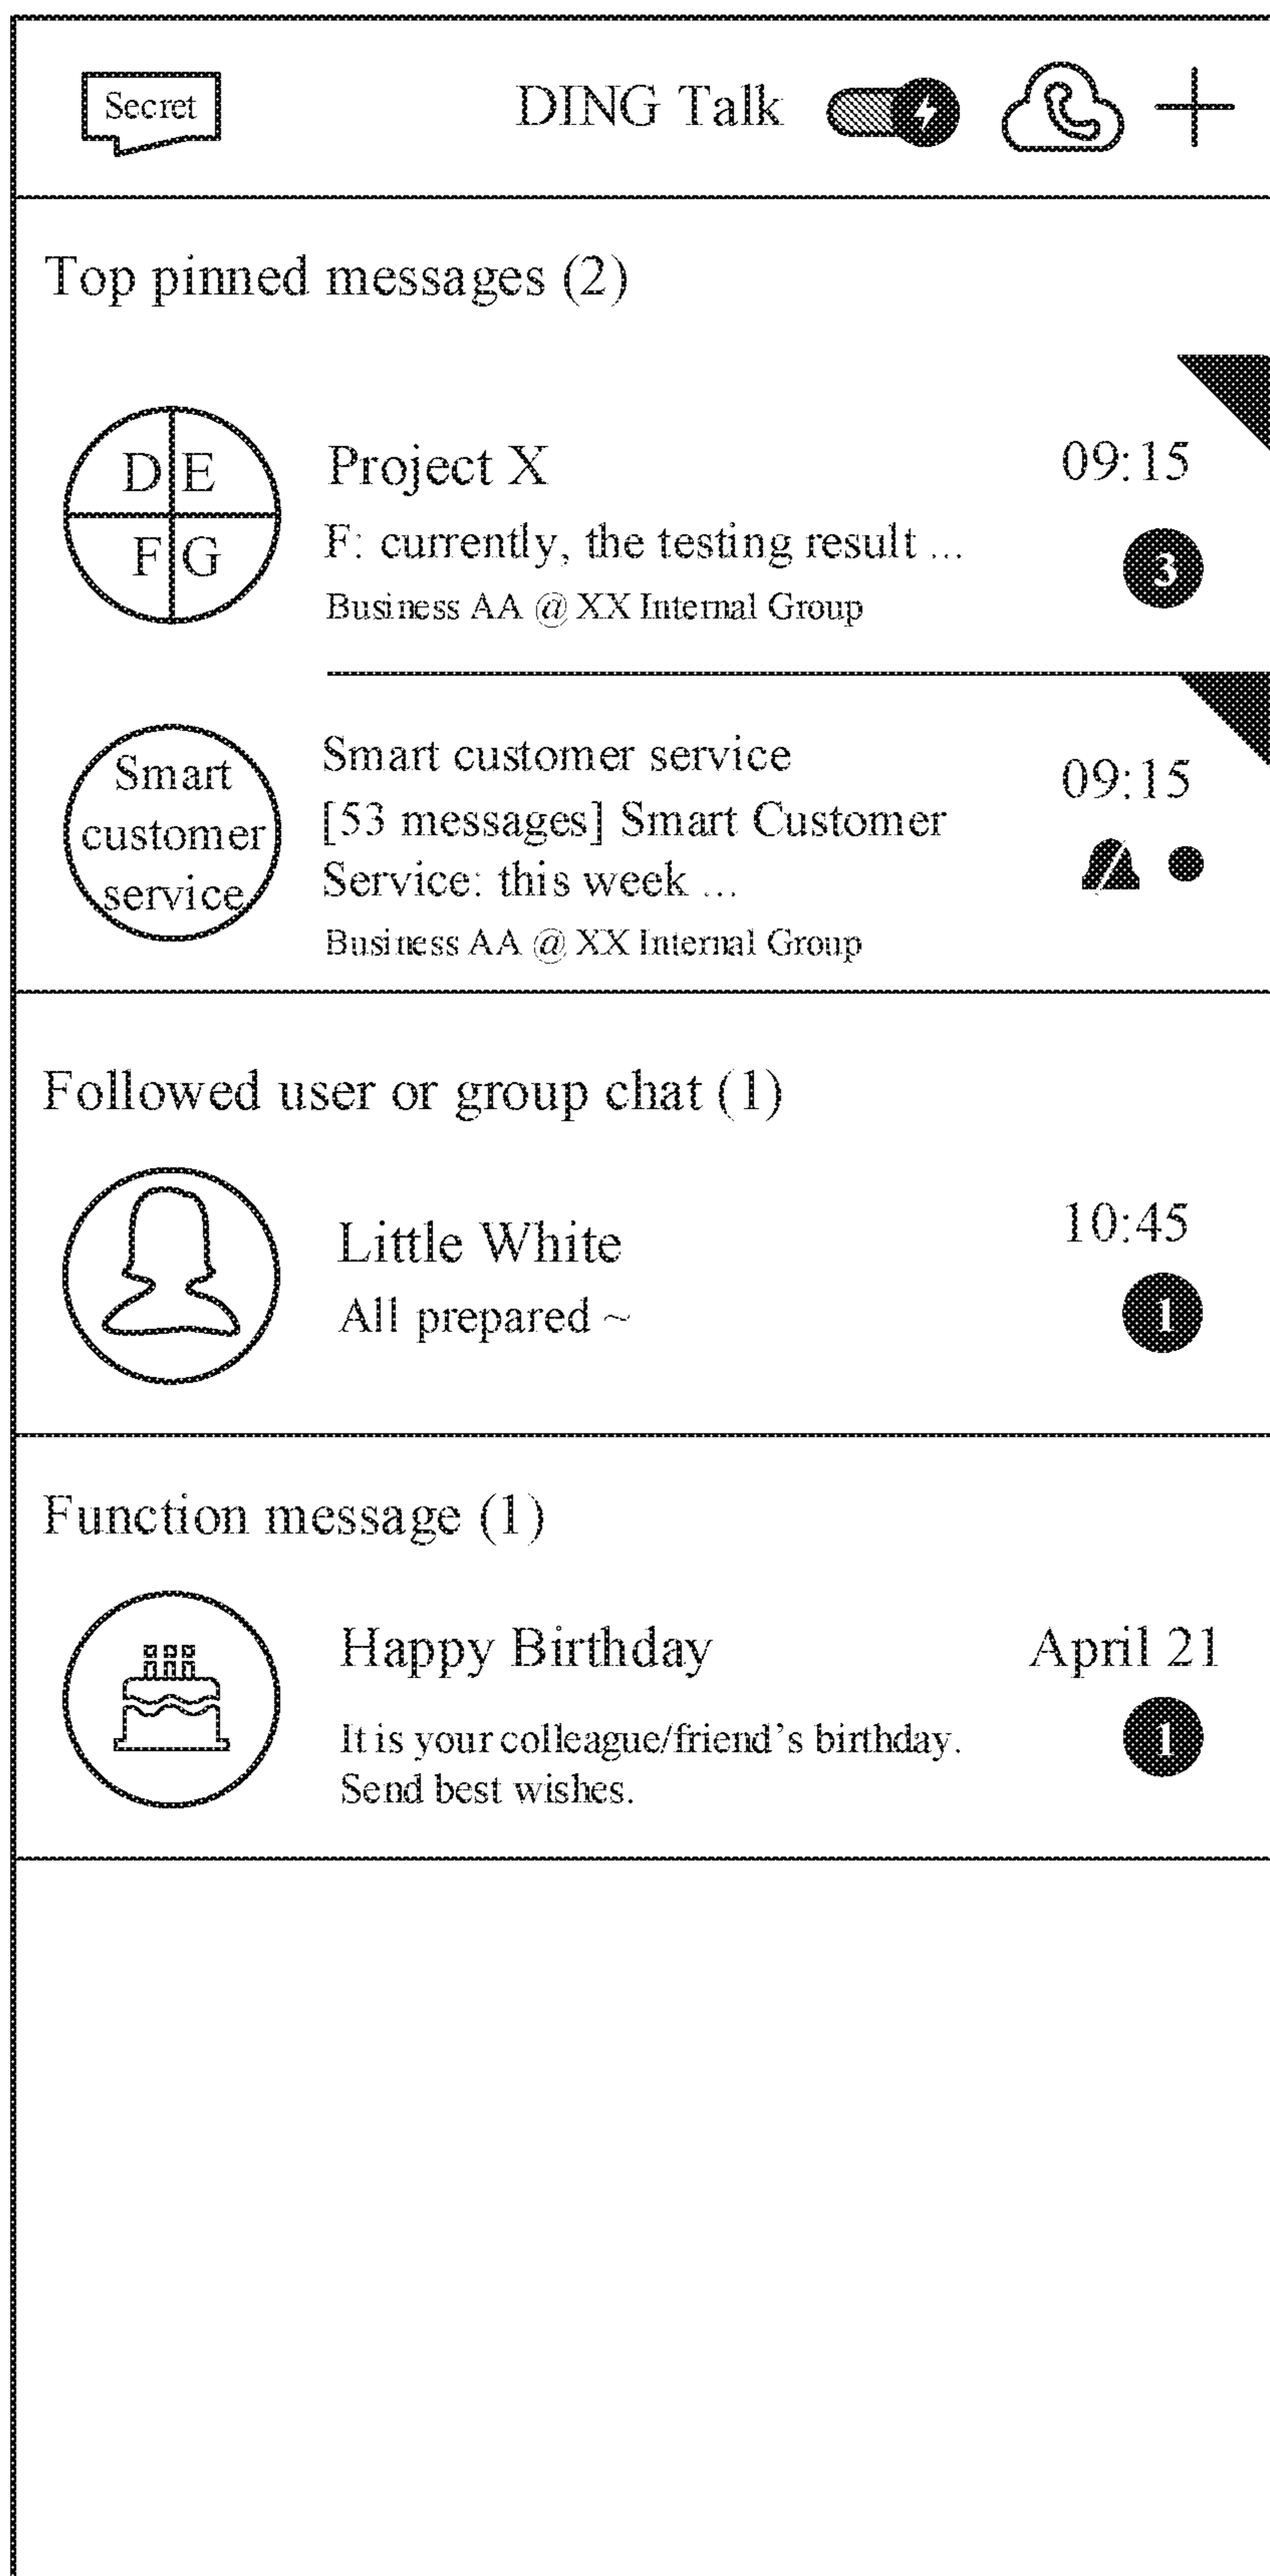 Secret
DING Talk
Top pinned messages (2)
D E
F G
Project X
09:15
F: currently, the testing result ...
3
Business AA @ XX Internal Group
Smart
customer
service
Smart customer service
09:15
[53 messages] Smart Customer
Service: this week ...
Business AA @ XX Internal Group
Followed user or group chat (1)
Little White
10:45
All prepared ~
1
Function message (1)
Happy Birthday
April 21
It is your colleague/friend’s birthday.
1
Send best wishes.